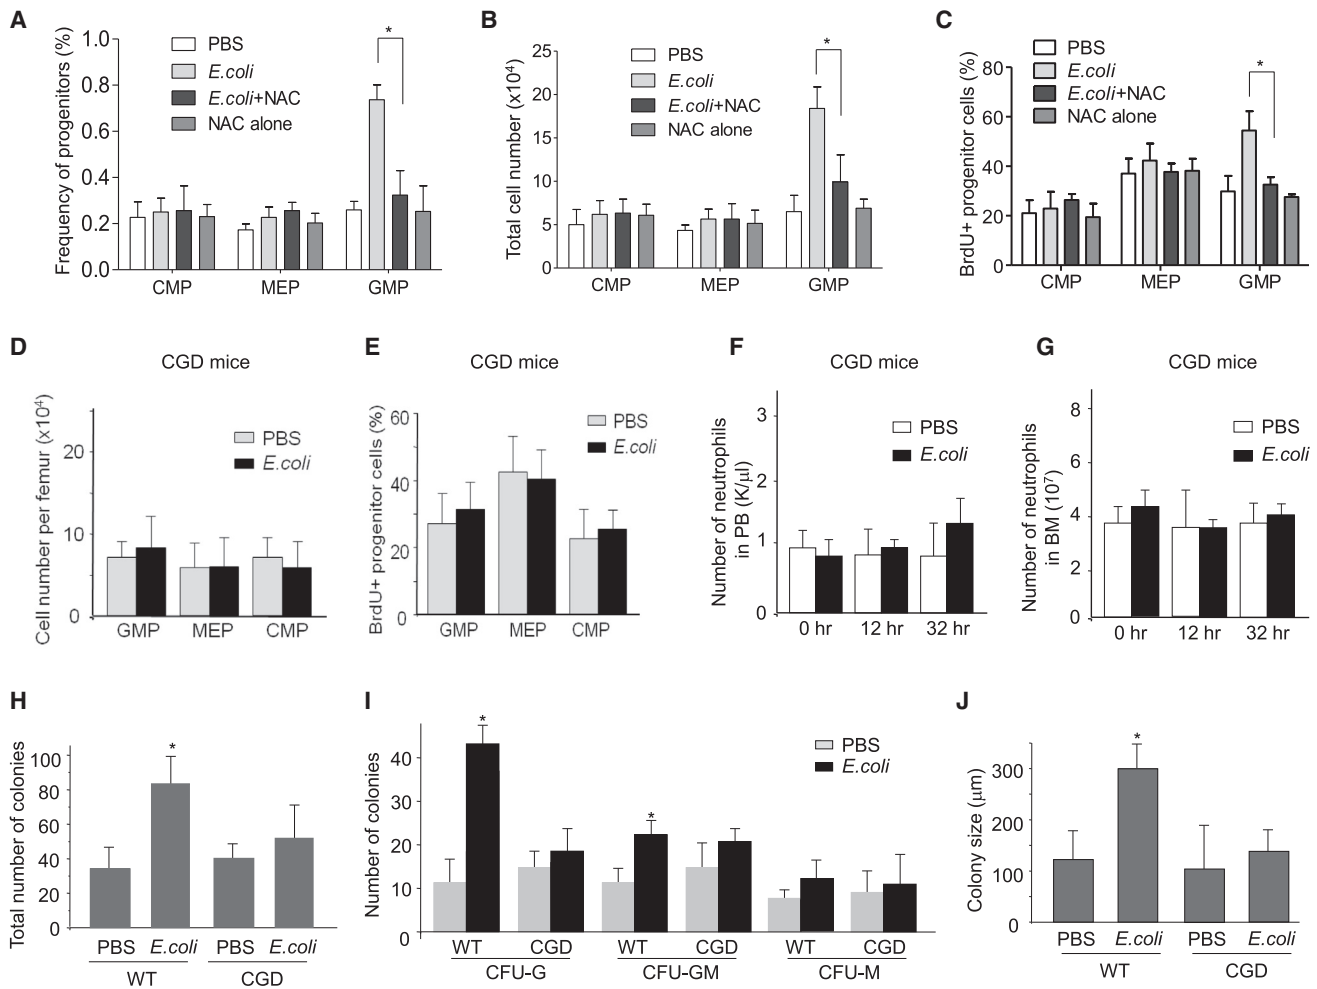 A
Frequency of progenitors (%)
1.0
0.8
0.6
0.4
0.2
0.0
PBS
E.coli
E.coli+NAC
NAC alone
*
CMP MEP GMP
B
Total cell number (x10⁴)
25
20
15
10
5
0
PBS
E.coli
E.coli+NAC
NAC alone
*
CMP MEP GMP
C
BrdU+ progenitor cells (%)
80
60
40
20
0
PBS
E.coli
E.coli+NAC
NAC alone
*
CMP MEP GMP
D
CGD mice
Cell number per femur (x10⁴)
20
10
0
PBS
E.coli
GMP MEP CMP
E
CGD mice
BrdU+ progenitor cells (%)
60
40
20
0
PBS
E.coli
GMP MEP CMP
F
CGD mice
Number of neutrophils
in PB (K/μl)
3
2
1
0
PBS
E.coli
0 hr 12 hr 32 hr
G
CGD mice
Number of neutrophils
in BM (10⁷)
8
6
4
2
0
PBS
E.coli
0 hr 12 hr 32 hr
H
Total number of colonies
100
80
60
40
20
0
*
PBS E.coli PBS E.coli
WT CGD
I
Number of colonies
40
30
20
10
0
PBS
E.coli
*
*
WT CGD WT CGD WT CGD
CFU-G CFU-GM CFU-M
J
Colony size (μm)
300
200
100
0
*
PBS E.coli PBS E.coli
WT CGD